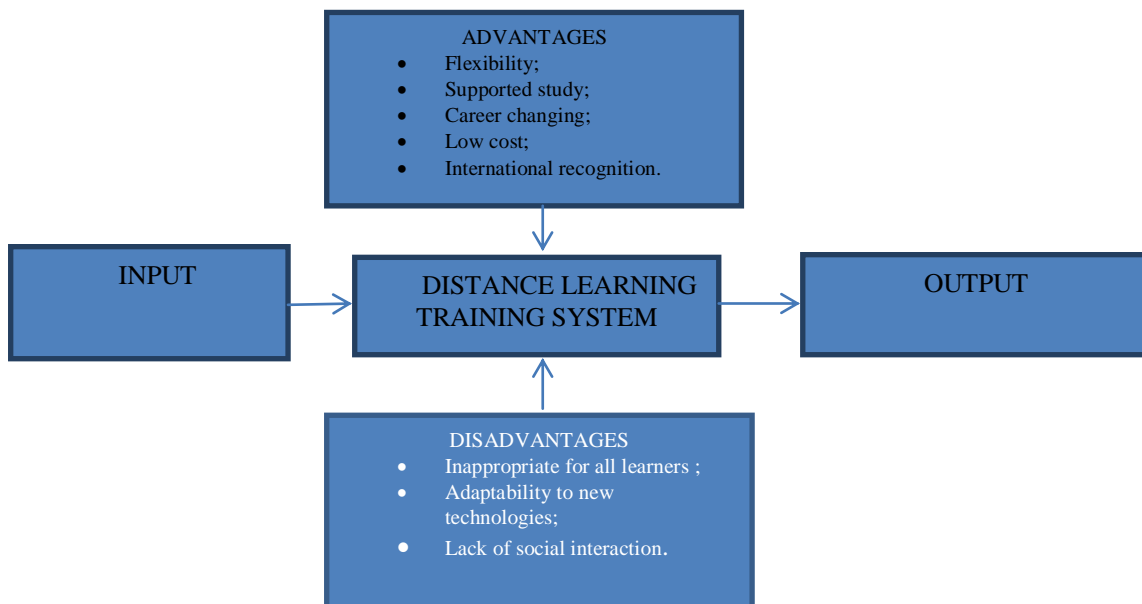 ADVANTAGES
• Flexibility;
• Supported study;
• Career changing;
• Low cost;
• International recognition.
INPUT
DISTANCE LEARNING
TRAINING SYSTEM
OUTPUT
DISADVANTAGES
• Inappropriate for all learners ;
• Adaptability to new
technologies;
• Lack of social interaction.